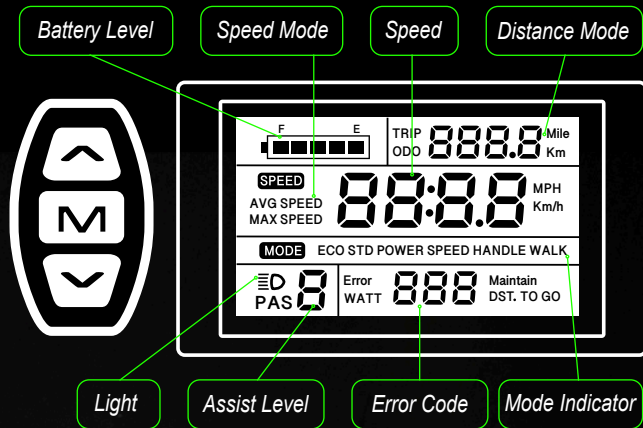 Battery Level
Speed Mode
Speed
Distance Mode
F E
TRIP 888.8 Mile
ODO Km
SPEED
AVG SPEED 88:8.8 MPH
MAX SPEED Km/h
M
MODE ECO STD POWER SPEED HANDLE WALK
PAS 8
Error 888 Maintain
WATT DST. TO GO
Light
Assist Level
Error Code
Mode Indicator